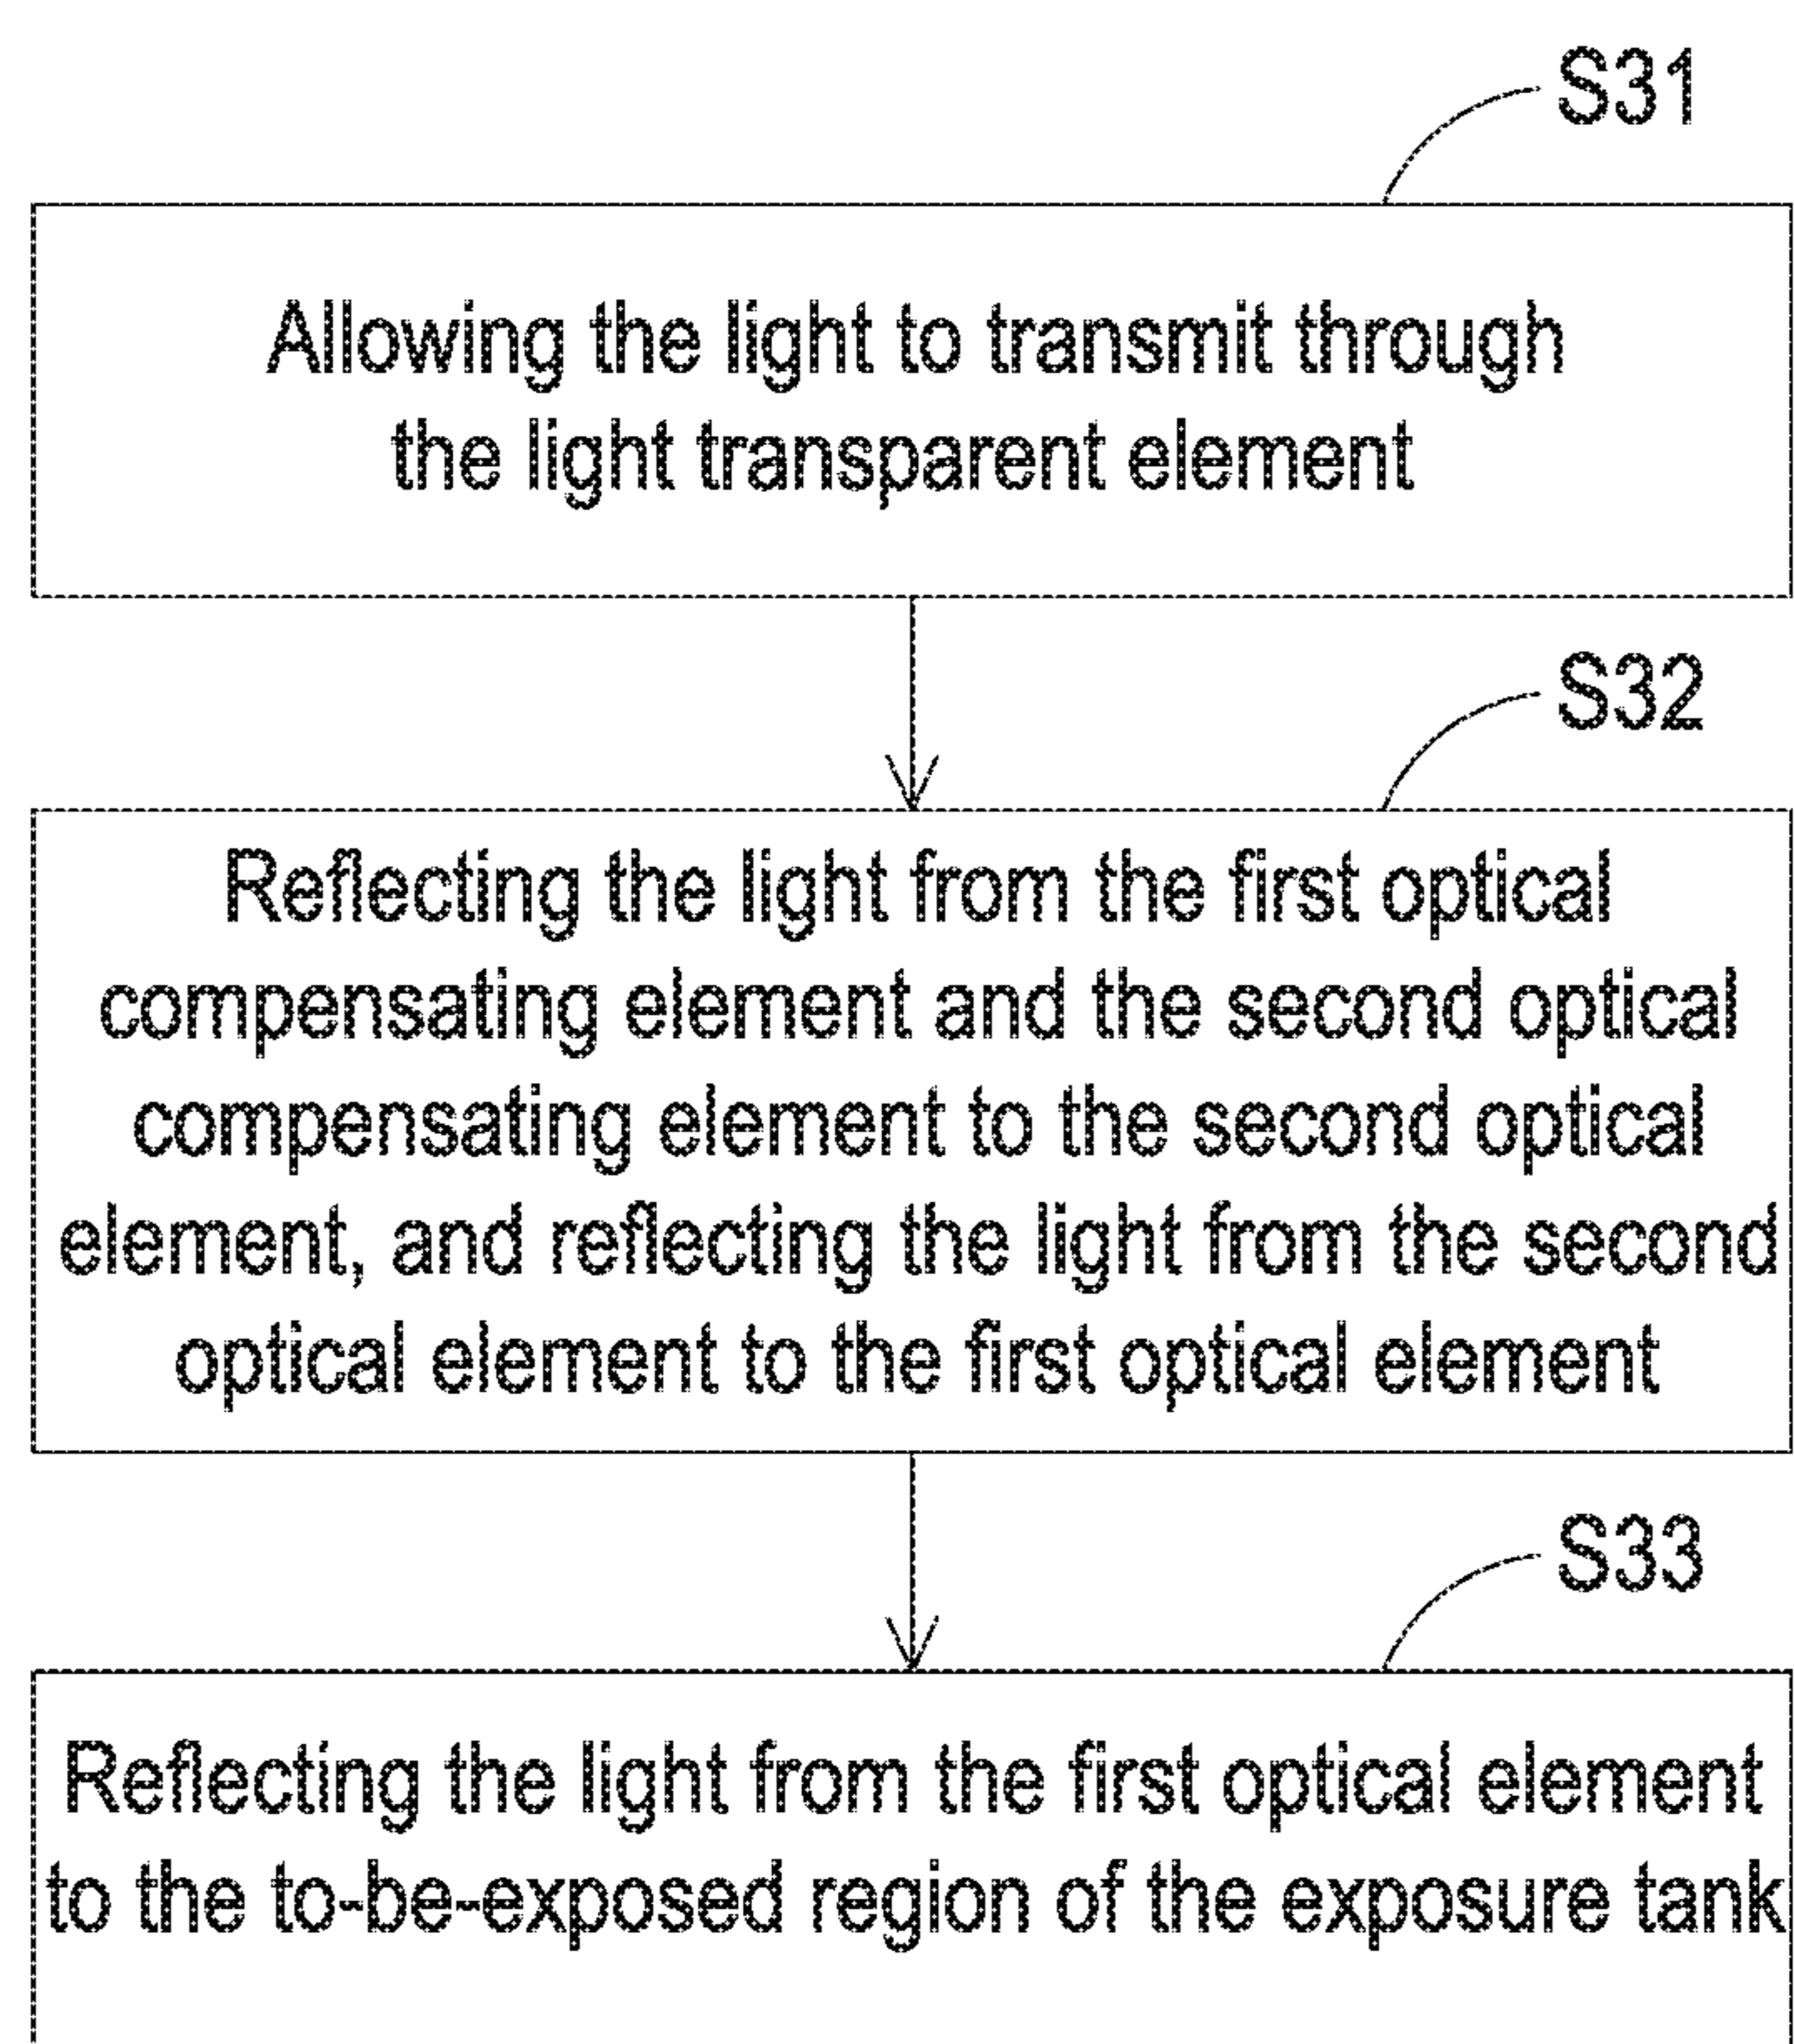 S31
Allowing the light to transmit through
the light transparent element
S32
Reflecting the light from the first optical
compensating element and the second optical
compensating element to the second optical
element, and reflecting the light from the second
optical element to the first optical element
S33
Reflecting the light from the first optical element
to the to-be-exposed region of the exposure tank